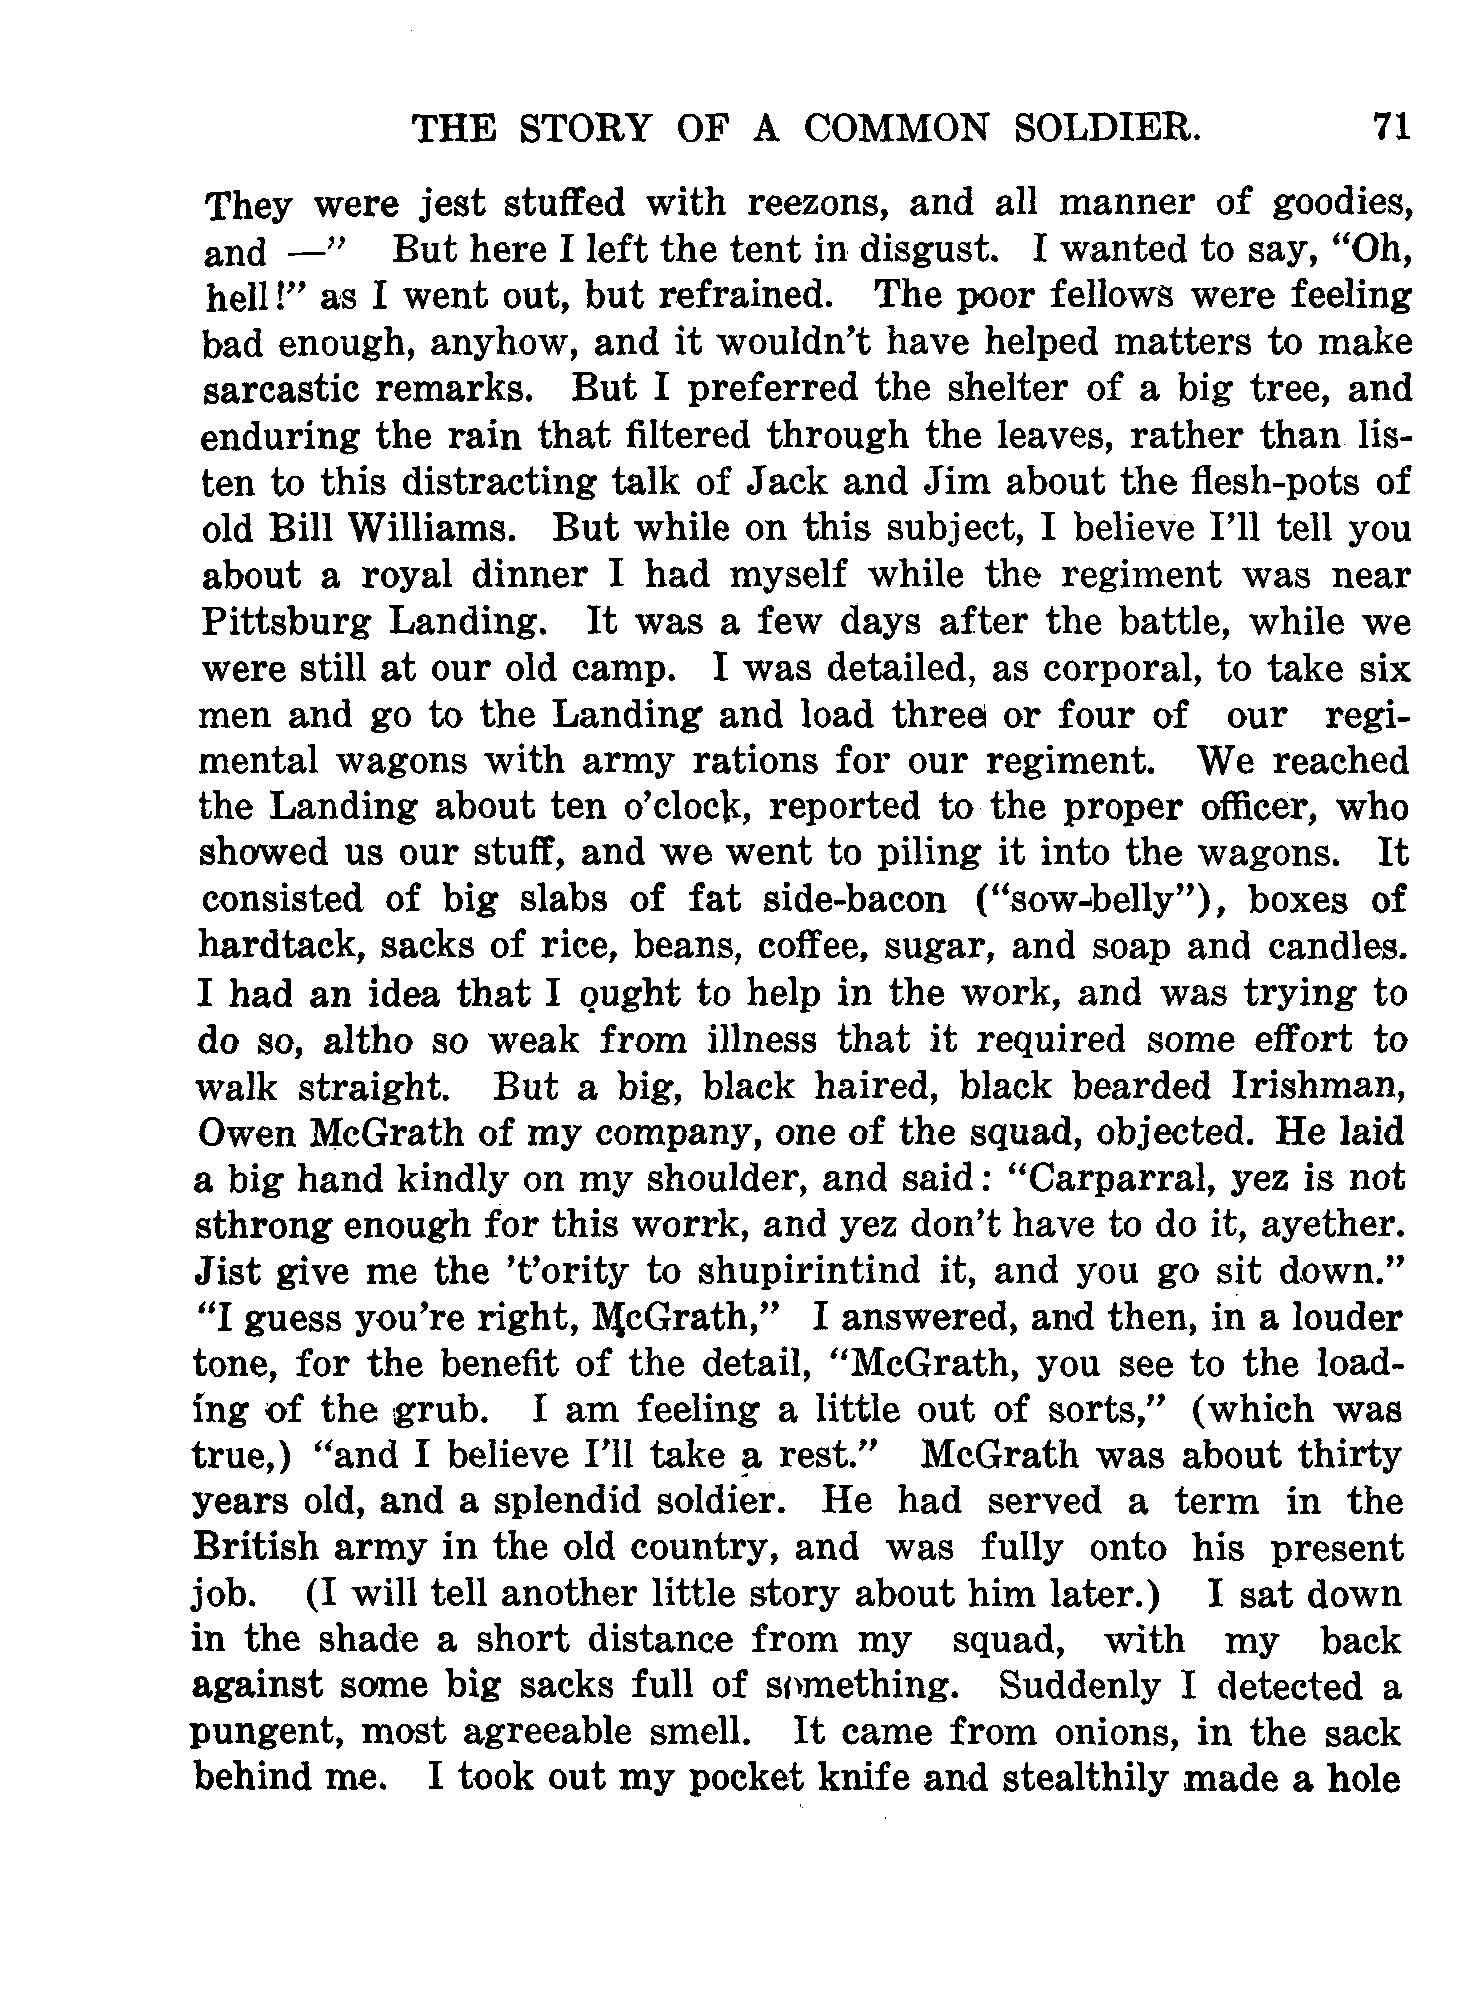 THE STORY OF A COMMON SOLDIER. 71
They were jest stuffed with reezons, and all manner of goodies,
and —” But here I left the tent in disgust. I wanted to say, “Oh,
hell!” as I went out, but refrained. The poor fellows were feeling
bad enough, anyhow, and it wouldn’t have helped matters to make
sarcastic remarks. But I preferred the shelter of a big tree, and
enduring the rain that filtered through the leaves, rather than lis-
ten to this distracting talk of Jack and Jim about the flesh-pots of
old Bill Williams. But while on this subject, I believe I’ll tell you
about a royal dinner I had myself while the regiment was near
Pittsburg Landing. It was a few days after the battle, while we
were still at our old camp. I was detailed, as corporal, to take six
men and go to the Landing and load three or four of our regi-
mental wagons with army rations for our regiment. We reached
the Landing about ten o’clock, reported to the proper officer, who
showed us our stuff, and we went to piling it into the wagons. It
consisted of big slabs of fat side-bacon (“sow-belly”), boxes of
hardtack, sacks of rice, beans, coffee, sugar, and soap and candles.
I had an idea that I ought to help in the work, and was trying to
do so, altho so weak from illness that it required some effort to
walk straight. But a big, black haired, black bearded Irishman,
Owen McGrath of my company, one of the squad, objected. He laid
a big hand kindly on my shoulder, and said: “Carparral, yez is not
sthrong enough for this worrk, and yez don’t have to do it, ayether.
Jist give me the ’t’ority to shupirintind it, and you go sit down.”
“I guess you’re right, McGrath,” I answered, and then, in a louder
tone, for the benefit of the detail, “McGrath, you see to the load-
ing of the grub. I am feeling a little out of sorts,” (which was
true,) “and I believe I’ll take a rest.” McGrath was about thirty
years old, and a splendid soldier. He had served a term in the
British army in the old country, and was fully onto his present
job. (I will tell another little story about him later.) I sat down
in the shade a short distance from my squad, with my back
against some big sacks full of something. Suddenly I detected a
pungent, most agreeable smell. It came from onions, in the sack
behind me. I took out my pocket knife and stealthily made a hole